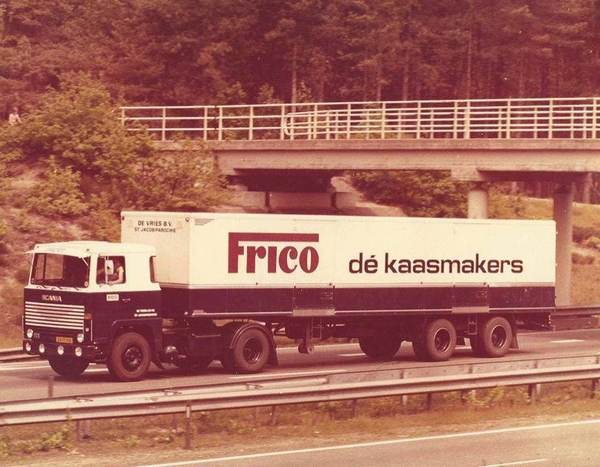 DE VRIES B.V.
ST JACOBIPAROCHIE
Frico dé kaasmakers
SCANIA